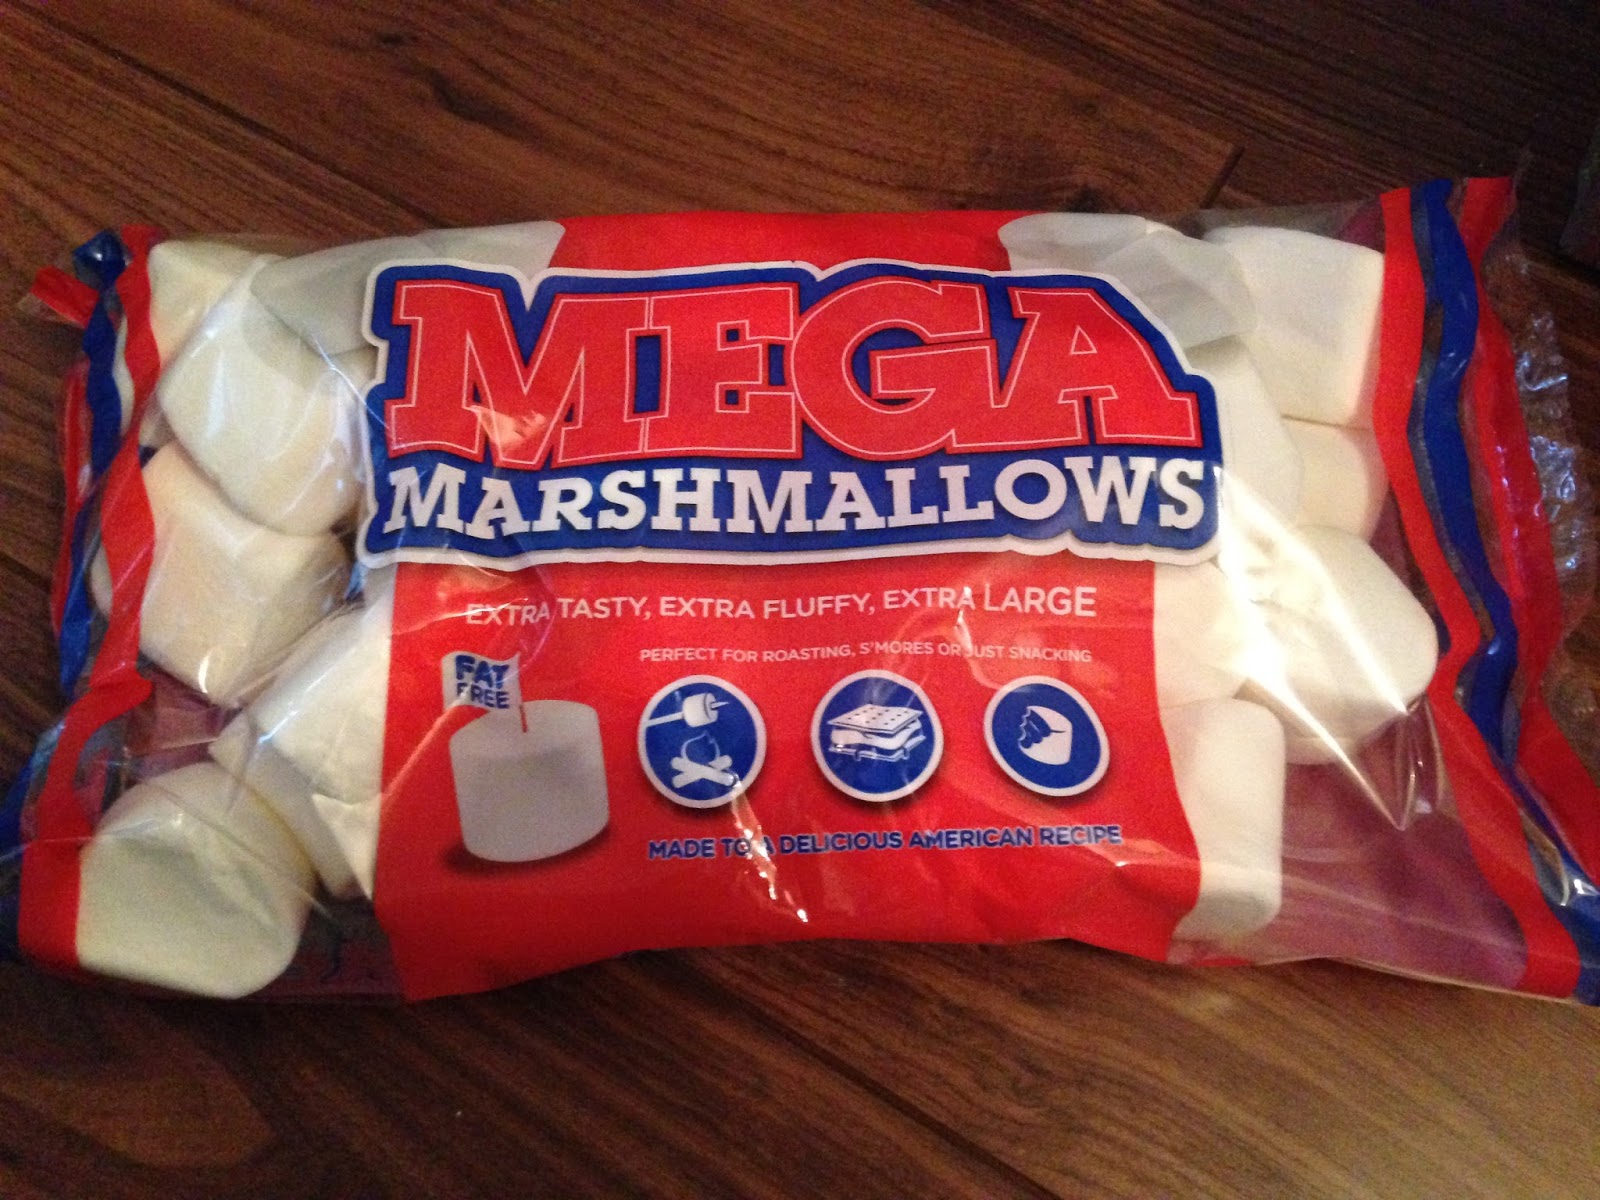 MEGA
MARSHMALLOWS
EXTRA TASTY, EXTRA FLUFFY, EXTRA LARGE
PERFECT FOR ROASTING, S'MORES OR JUST SNACKING
FAT
FREE
MADE TO A DELICIOUS AMERICAN RECIPE